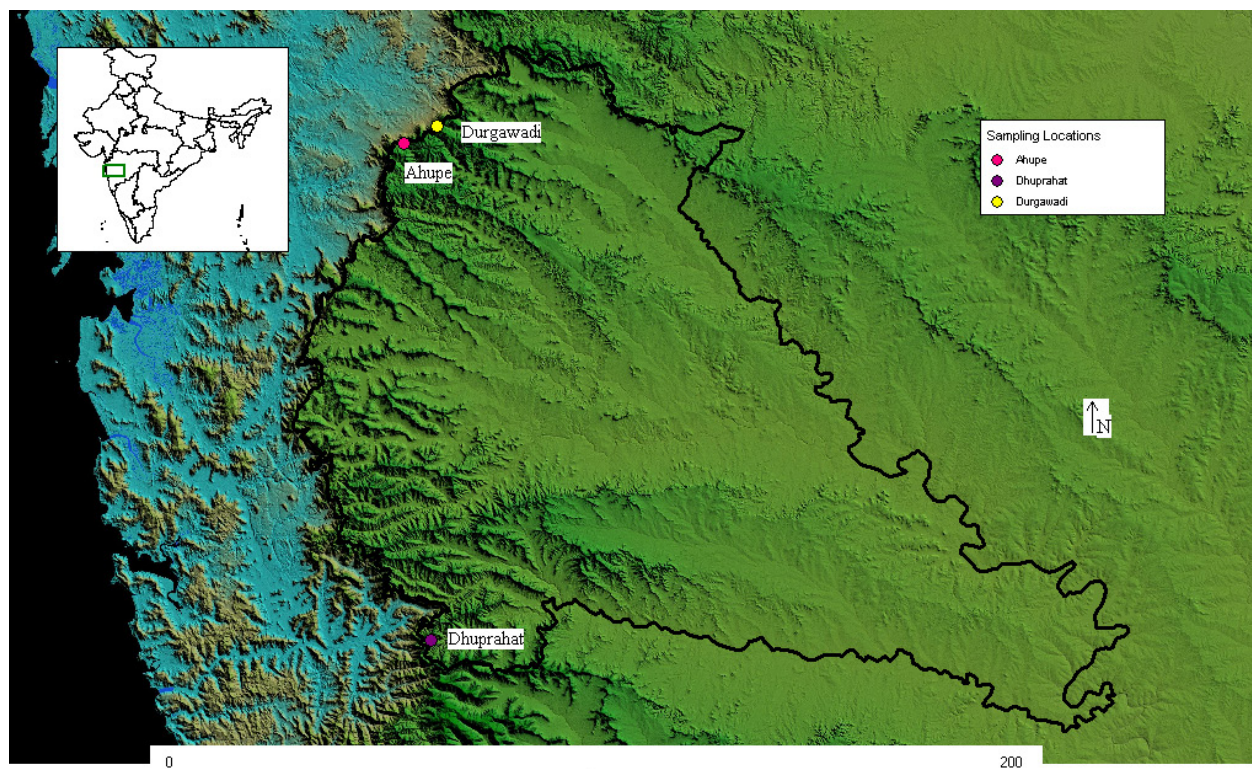 Durgawadi
Ahupe
Sampling Locations
Ahupe
Dhuprahat
Durgawadi
N
Dhuprahat
0 200